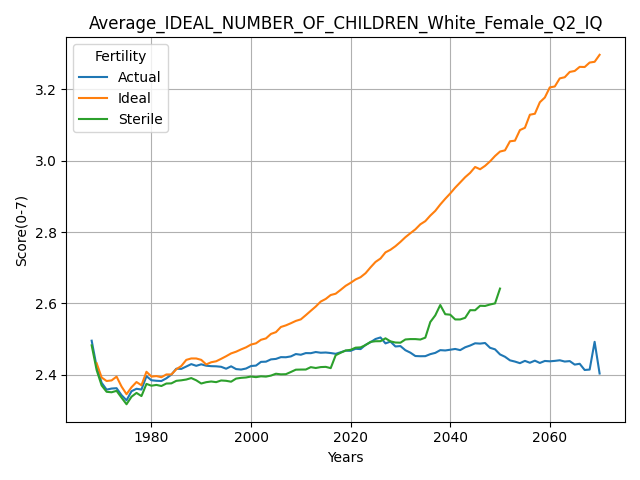 Average_IDEAL_NUMBER_OF_CHILDREN_White_Female_Q2_IQ
Fertility
Actual
Ideal
Sterile
Score(0-7)
3.2
3.0
2.8
2.6
2.4
1980
2000
2020
2040
2060
Years